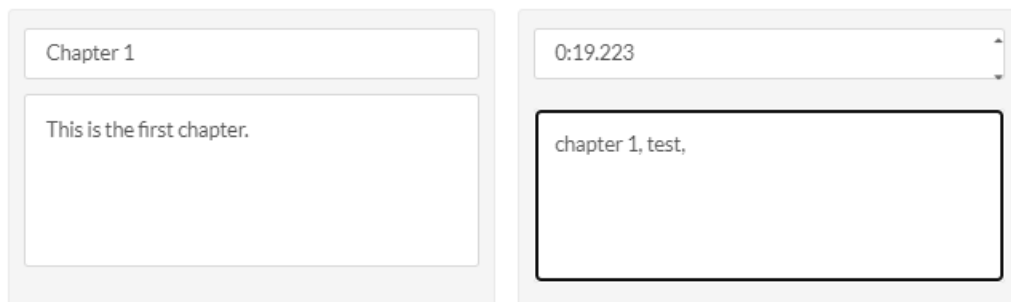 Chapter 1
This is the first chapter.
0:19.223
chapter 1, test,